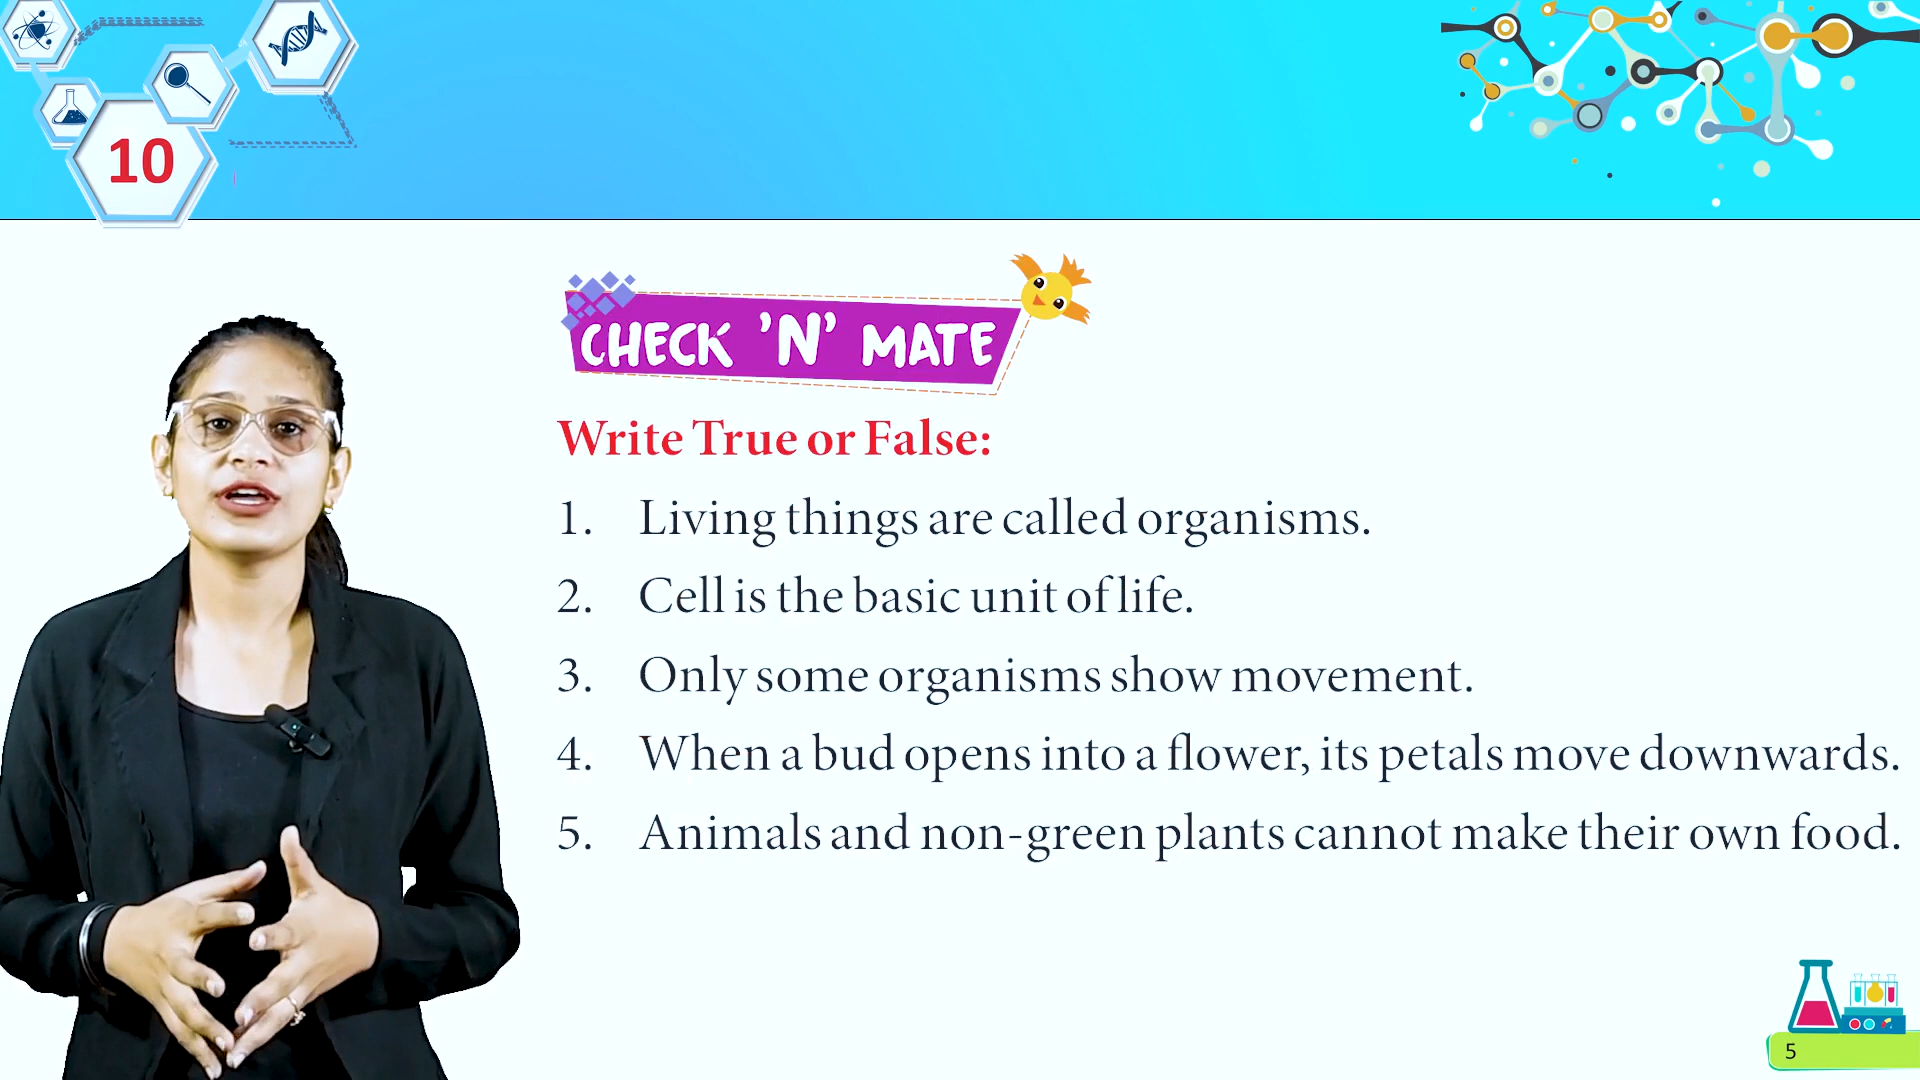 10
CHECK 'N' MATE
Write True or False:
1. Living things are called organisms.
2. Cell is the basic unit of life.
3. Only some organisms show movement.
4. When a bud opens into a flower, its petals move downwards.
5. Animals and non-green plants cannot make their own food.
5